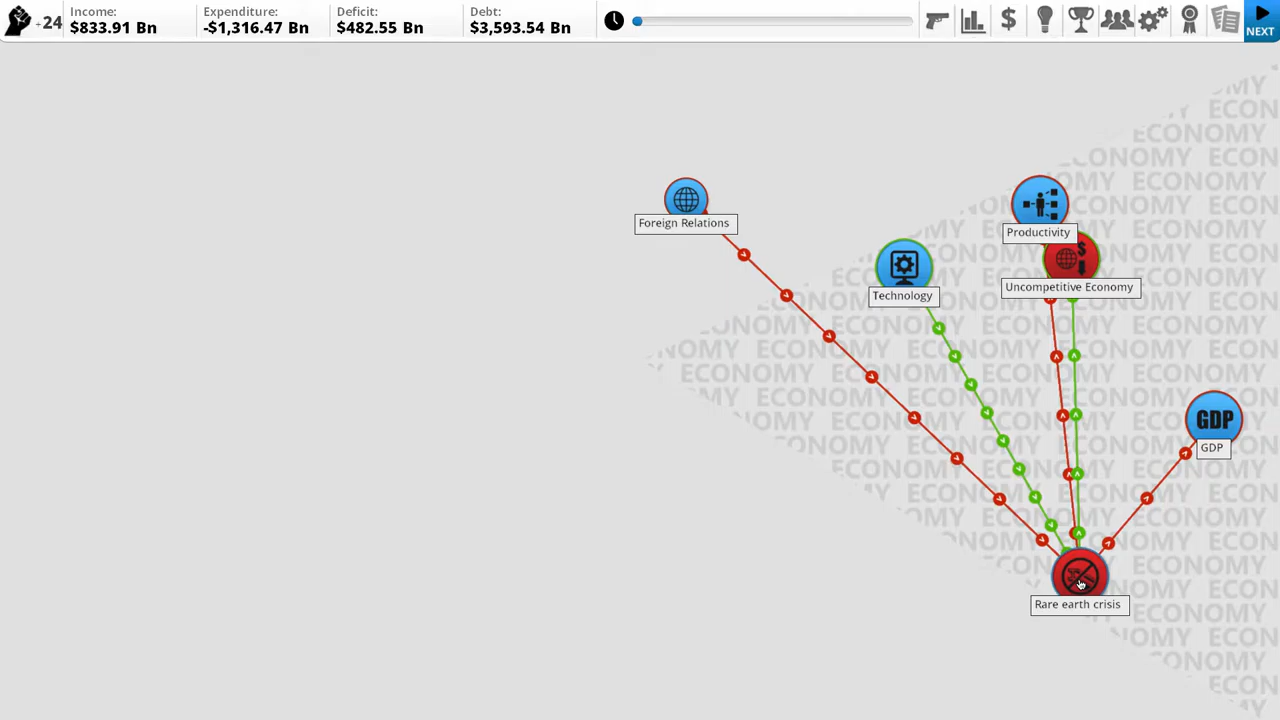 +24
Income:
$833.91 Bn
Expenditure:
-$1,316.47 Bn
Deficit:
$482.55 Bn
Debt:
$3,593.54 Bn
$
NEXT
Foreign Relations
Technology
Productivity
$
Uncompetitive Economy
GDP
GDP
Rare earth crisis
ECONOMY ECONOMY ECONOMY